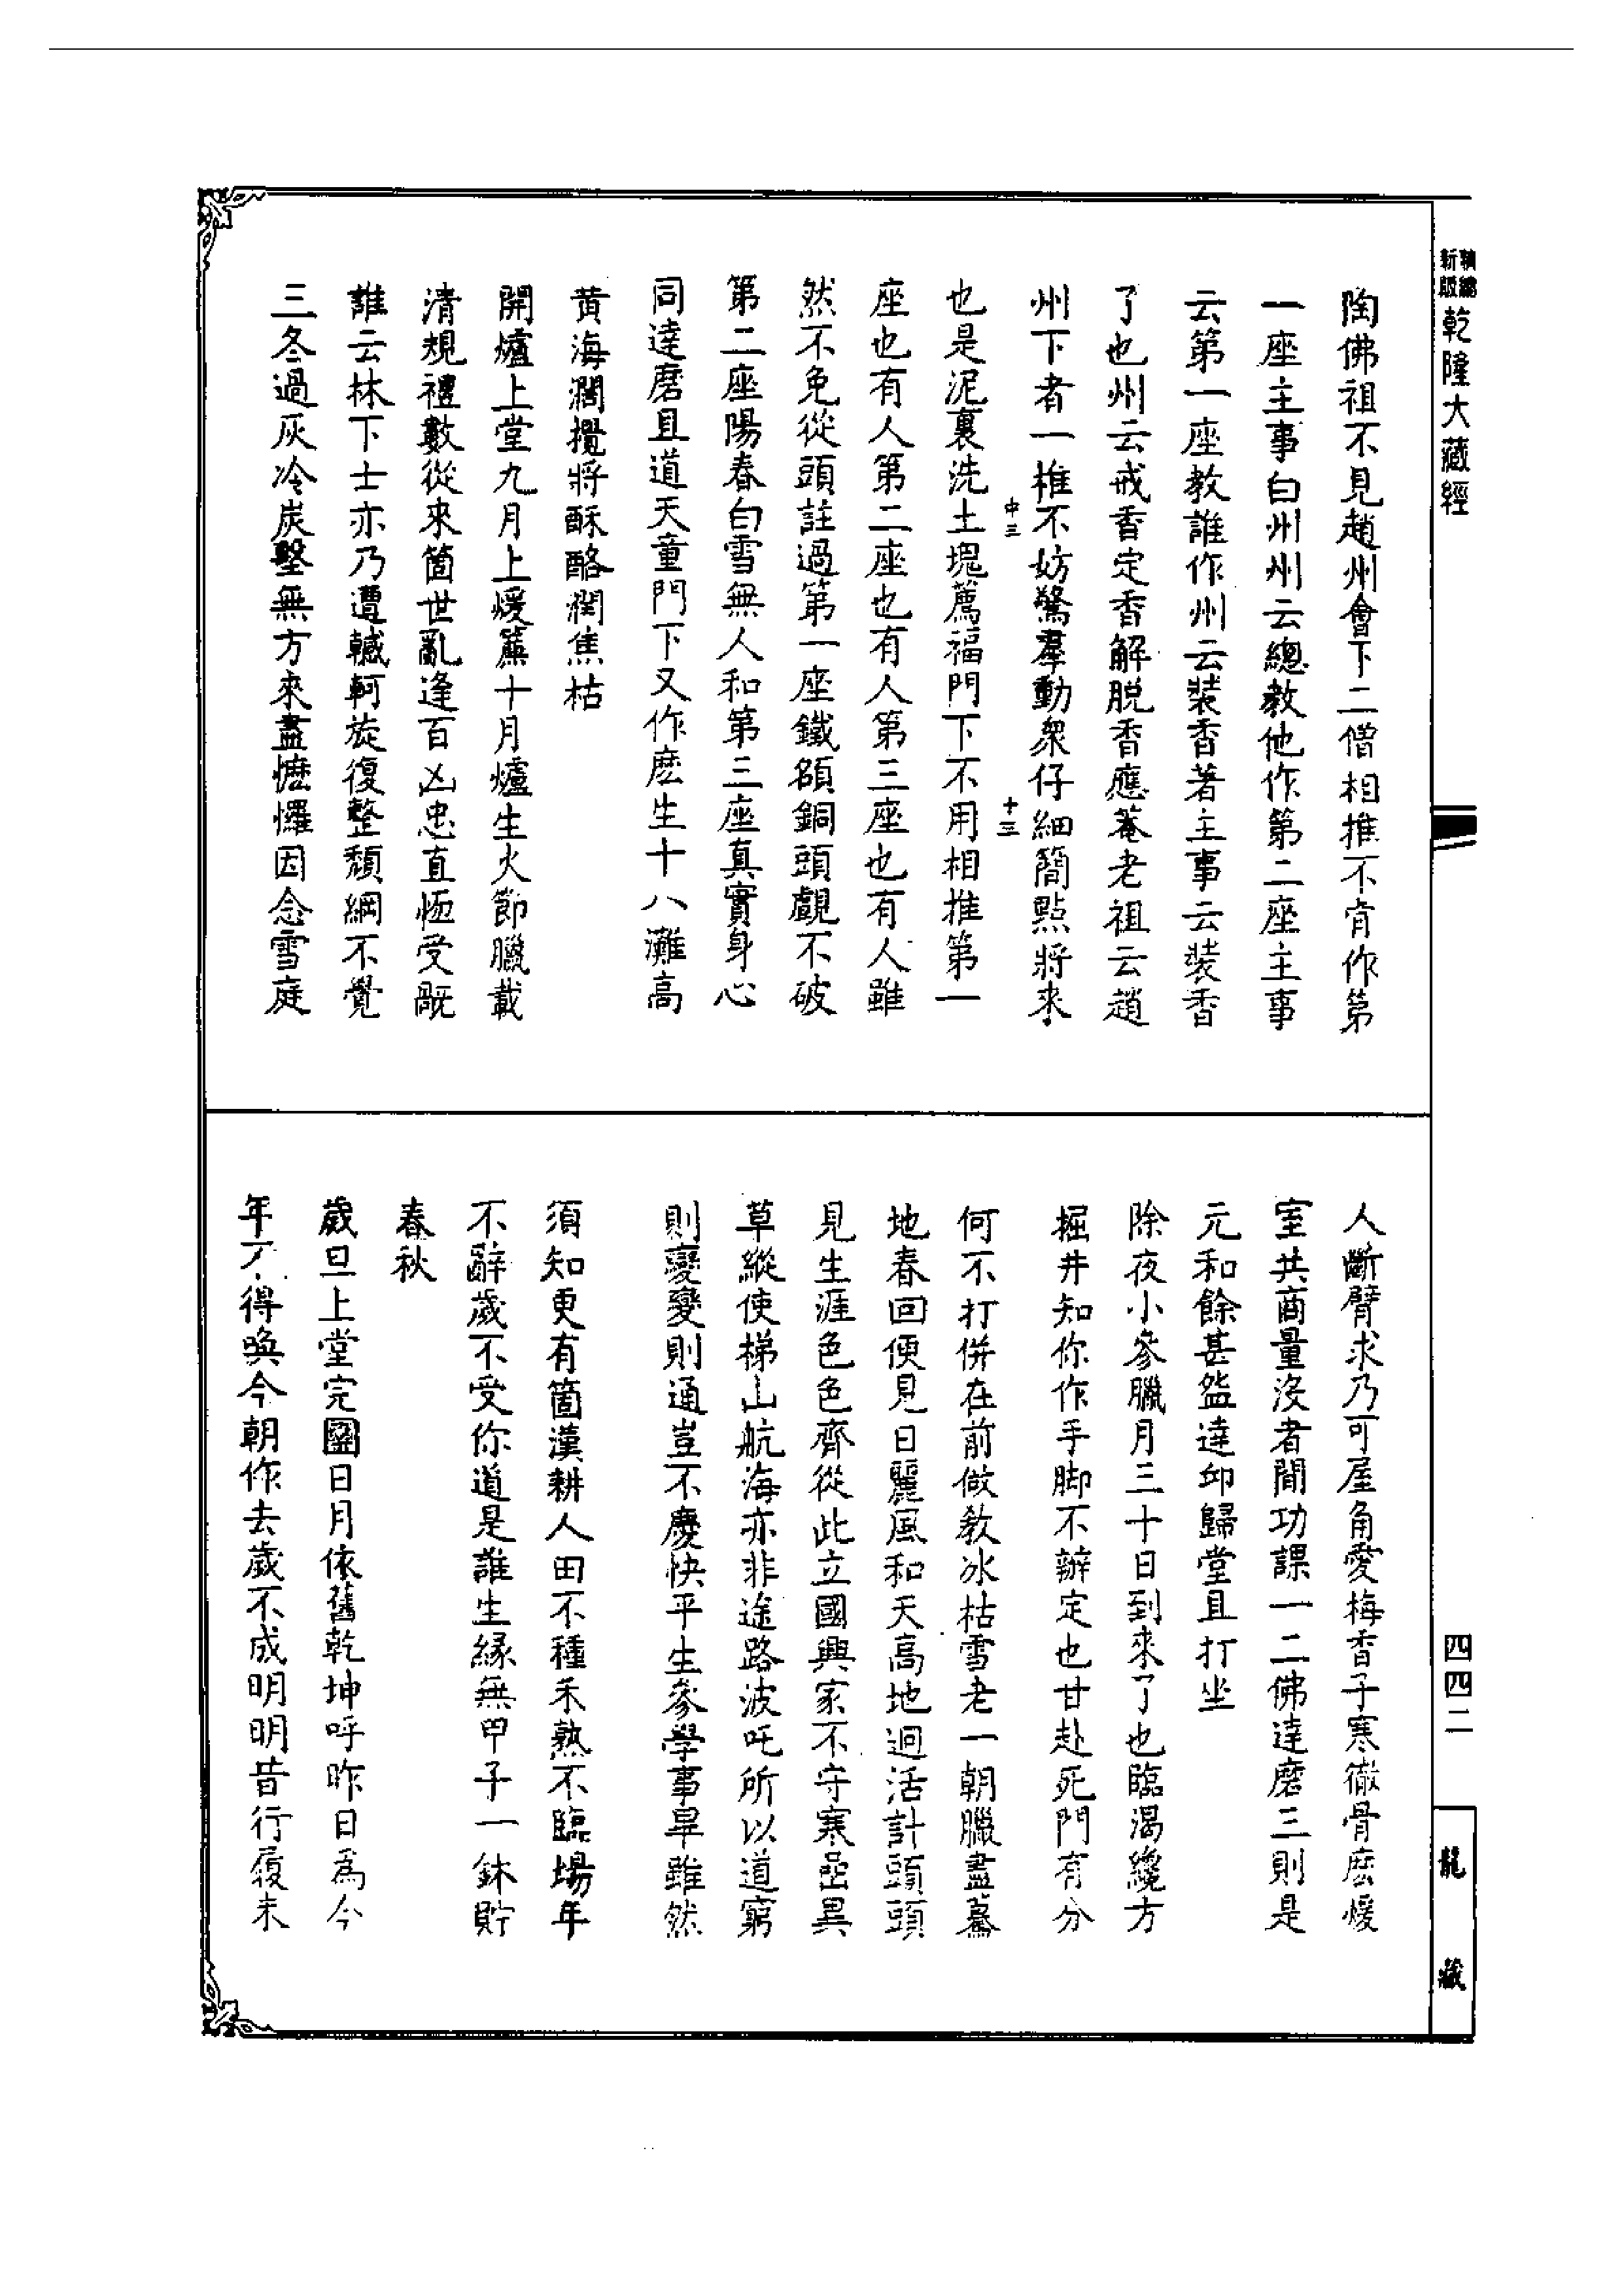 新編縮版 乾隆大藏經
陶佛祖不見趙州會下二僧相推不肯作第
一座主事白州州云總教他作第二座主事
云第一座教誰作州云裝香著主事云裝香
了也州云戒香定香解脫香應菴老祖云趙
州下者一椎不妨驚羣動衆仔細簡點將來
中三 十三
也是泥裏洗土塊薦福門下不用相推第一
座也有人第二座也有人第三座也有人雖
然不免從頭註過第一座鐵額銅頭覷不破
第二座陽春白雪無人和第三座真實身心
同達磨且道天童門下又作麽生十八灘高
黃海濶攪將酥酪潤焦枯
開爐上堂九月上煖簾十月爐生火節臘載
清規禮數從來箇世亂逢百凶忠直恆受
誰云林下士亦乃遭轗軻旋復整頹綱不覺
三冬過灰冷炭墼無方來盡懡㦬因念雪庭
人斷臂求乃可屋角愛梅香子寒徹骨麽煖
室共商量沒者閒功課一二佛達磨三則是
元和餘甚盌達卬歸堂且打坐
除夜小參臘月三十日到來了也臨渴纔方
掘井知你作手脚不辦定也甘赴死門有分
何不打併在前做教冰枯雪老一朝臘盡驀
地春回便見日麗風和天高地迥活計頭頭
見生涯色色齊從此立國興家不守寒嵒異
草縱使梯山航海亦非途路波吒所以道窮
則變變則通豈不慶快平生參學事畢雖然
須知更有箇漢耕人田不種禾熟不臨場年
不辭歲不受你道是誰生緣無甲子一鉢貯
春秋
歲旦上堂完日月依舊乾坤呼昨日爲今
年不得喚今朝作去歲不成明明昔行履未
四四二
龍藏